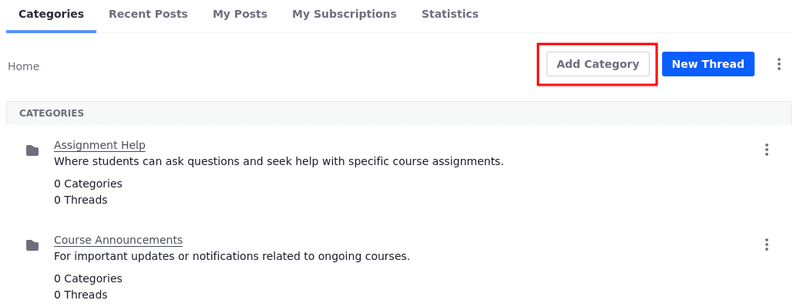 Categories Recent Posts My Posts My Subscriptions Statistics
Home Add Category New Thread
CATEGORIES
Assignment Help
Where students can ask questions and seek help with specific course assignments.
0 Categories
0 Threads
Course Announcements
For important updates or notifications related to ongoing courses.
0 Categories
0 Threads